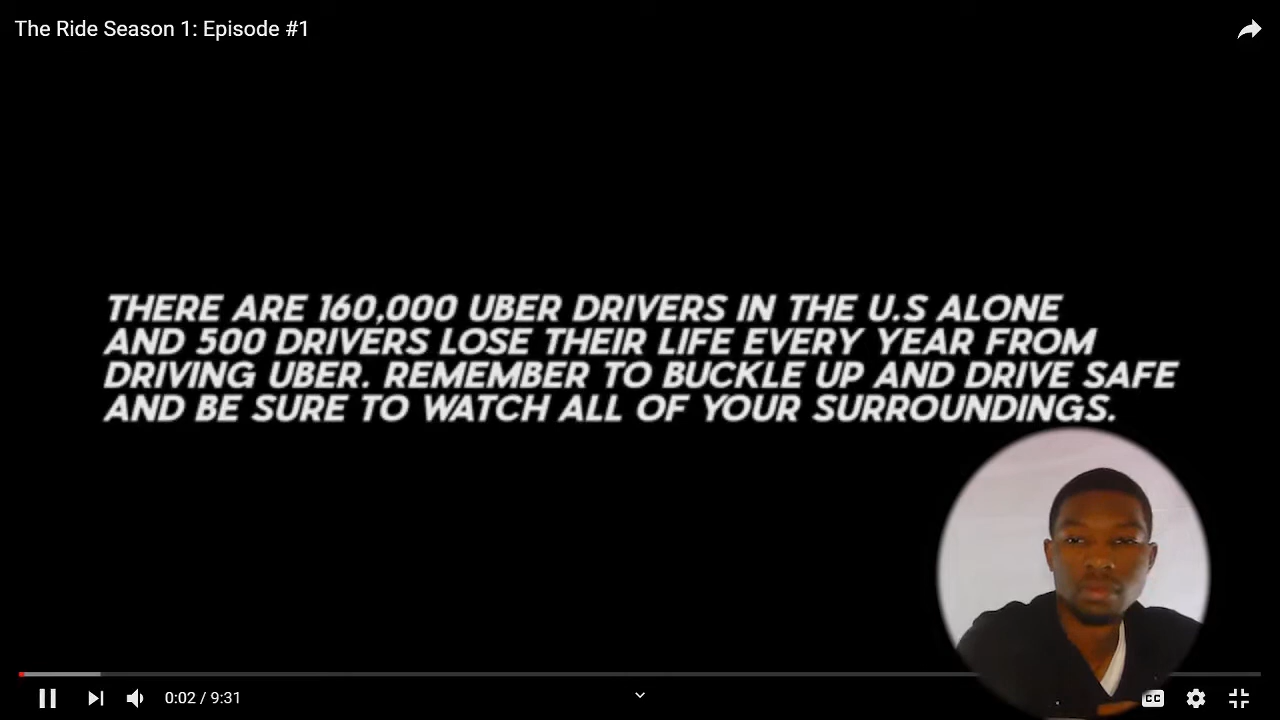 The Ride Season 1: Episode #1
THERE ARE 160,000 UBER DRIVERS IN THE U.S ALONE
AND 500 DRIVERS LOSE THEIR LIFE EVERY YEAR FROM
DRIVING UBER. REMEMBER TO BUCKLE UP AND DRIVE SAFE
AND BE SURE TO WATCH ALL OF YOUR SURROUNDINGS.
0:02 / 9:31
CC